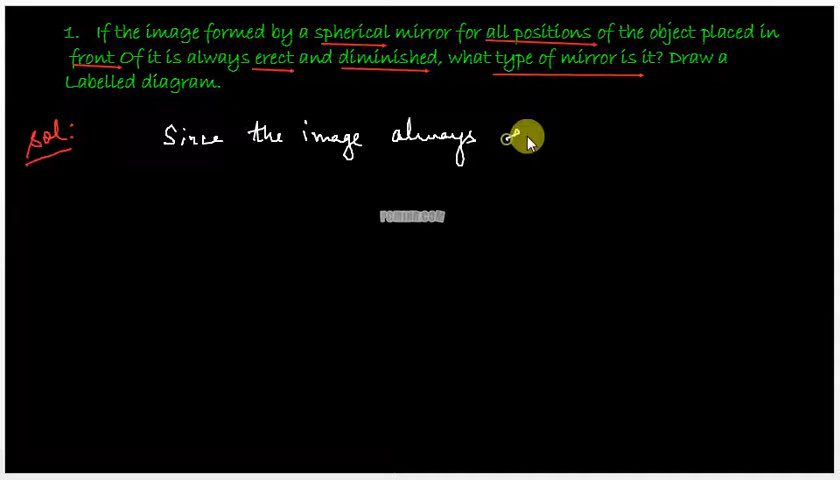 1. If the image formed by a spherical mirror for all positions of the object placed in
front Of it is always erect and diminished, what type of mirror is it? Draw a
Labelled diagram.
Sol: Since the image always